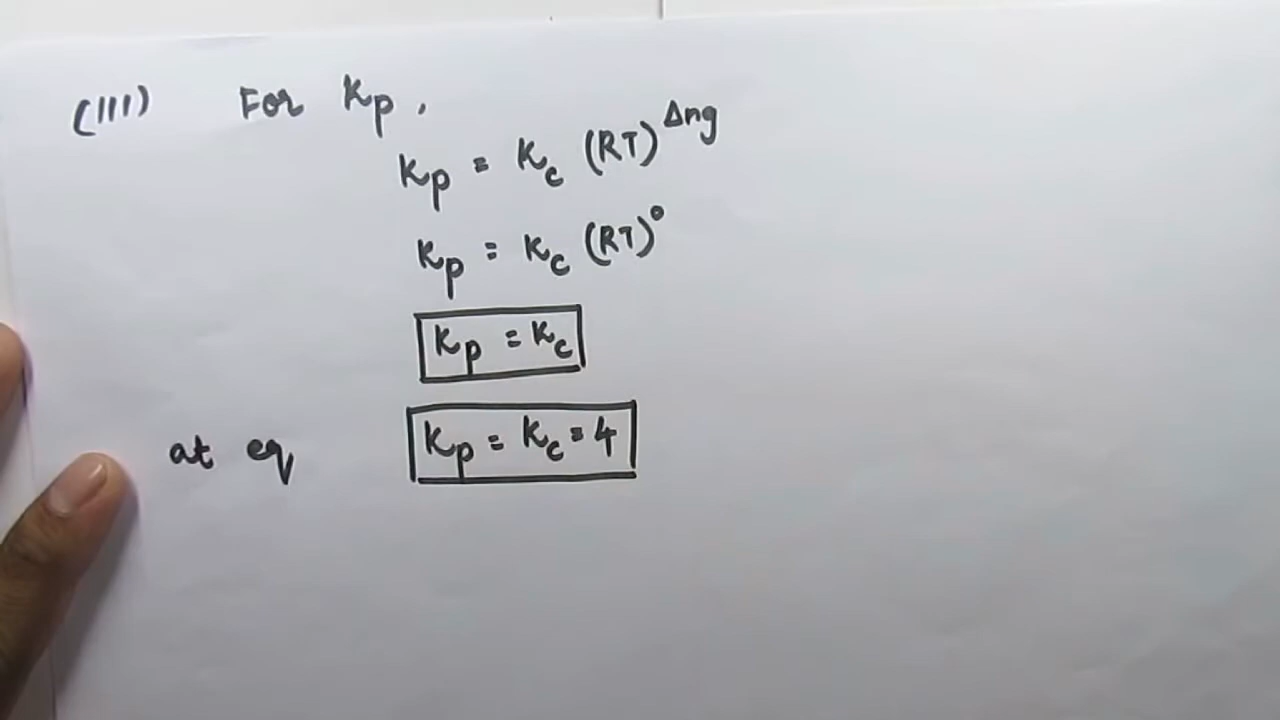 (III) For Kp,
Kp = Kc (RT)^Δng
Kp = Kc (RT)^0
Kp = Kc
at eq Kp = Kc = 4